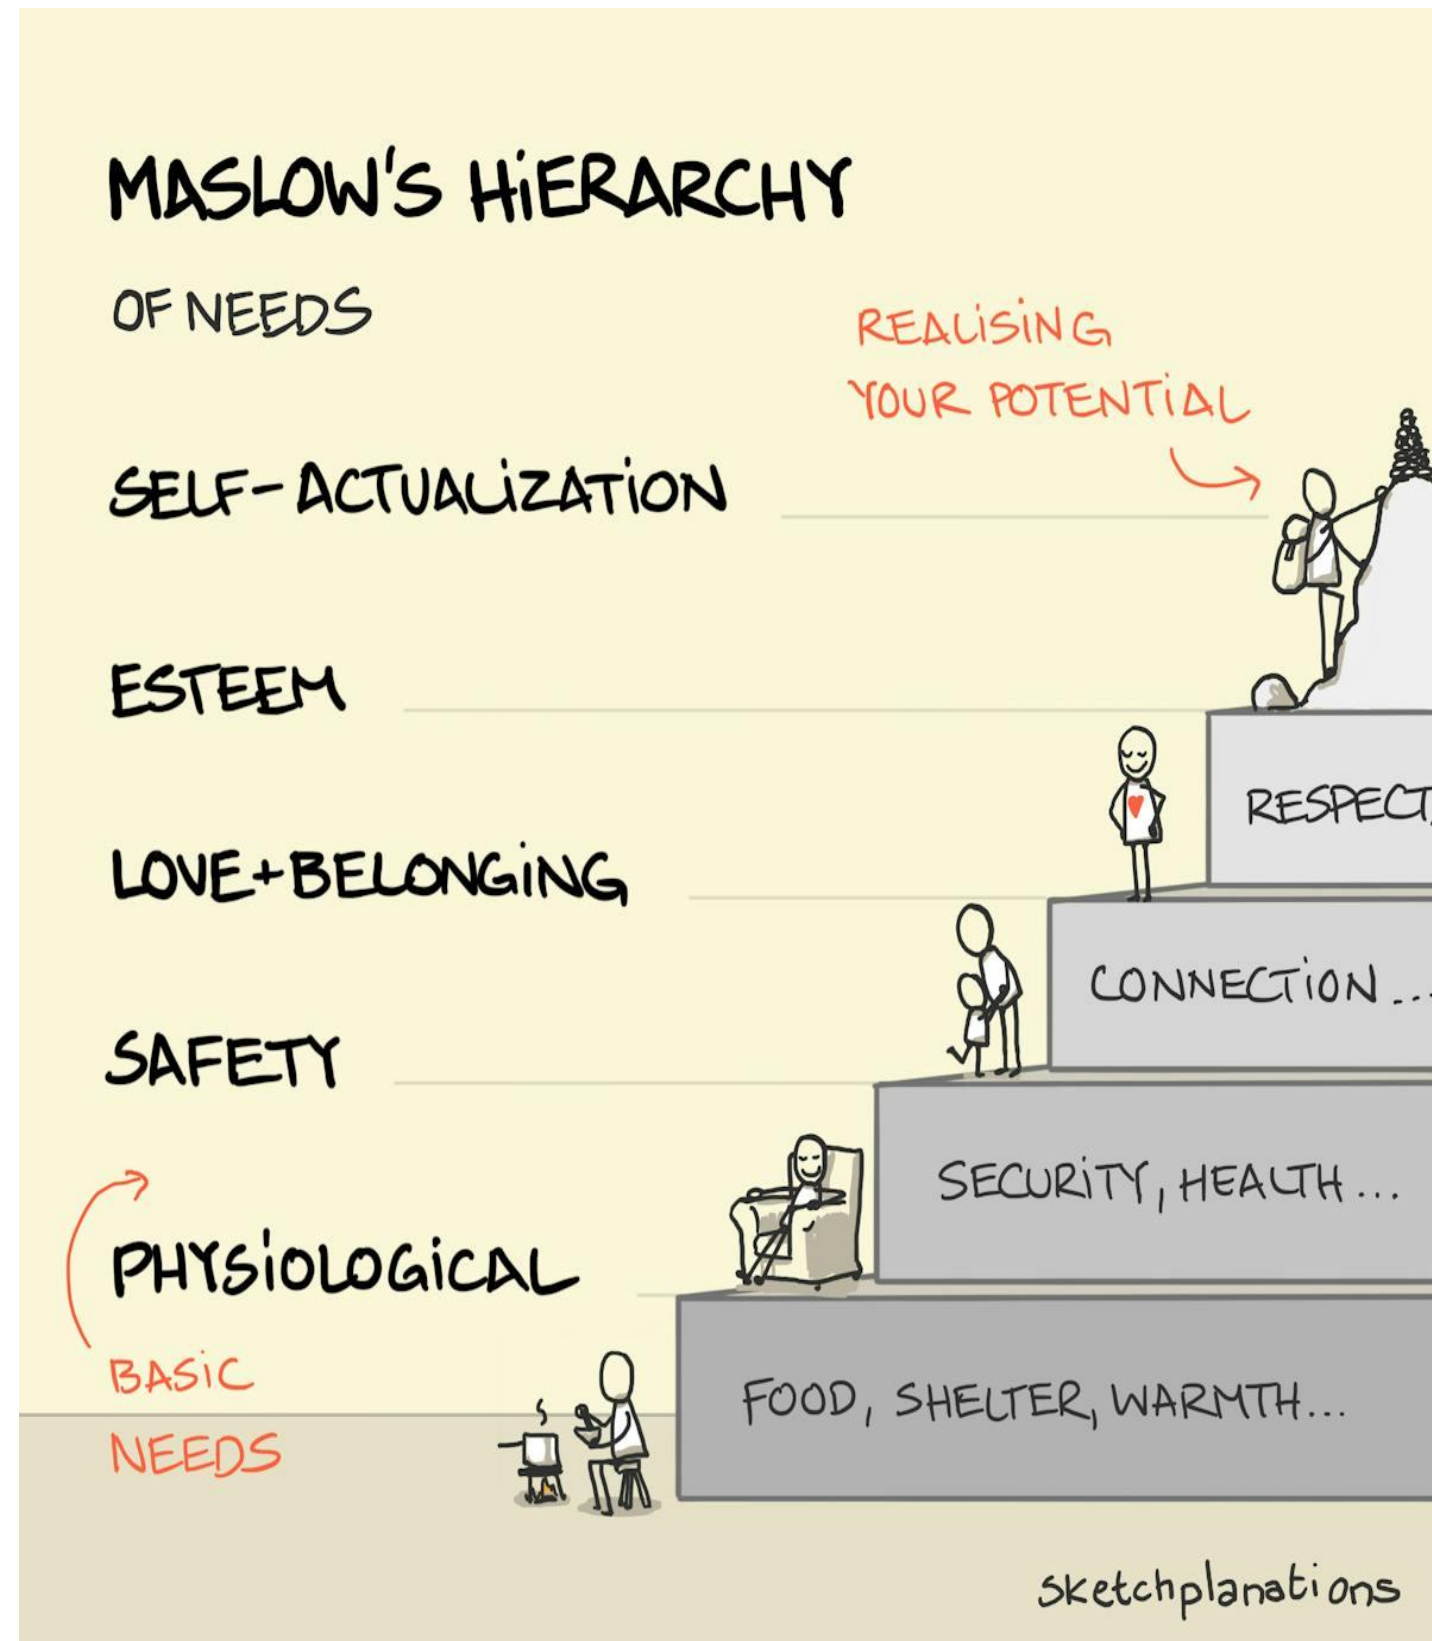 MASLOW'S HiERARCHY
OF NEEDS
REALiSiNG
YOUR POTENTiAL
SELF-ACTUALiZATiON
ESTEEM
RESPECT
LOVE+BELONGiNG
CONNECTiON...
SAFETY
SECURiTY, HEALTH...
PHYSiOLOGiCAL
BASiC
NEEDS
FOOD, SHELTER, WARMTH...
sketchplanations